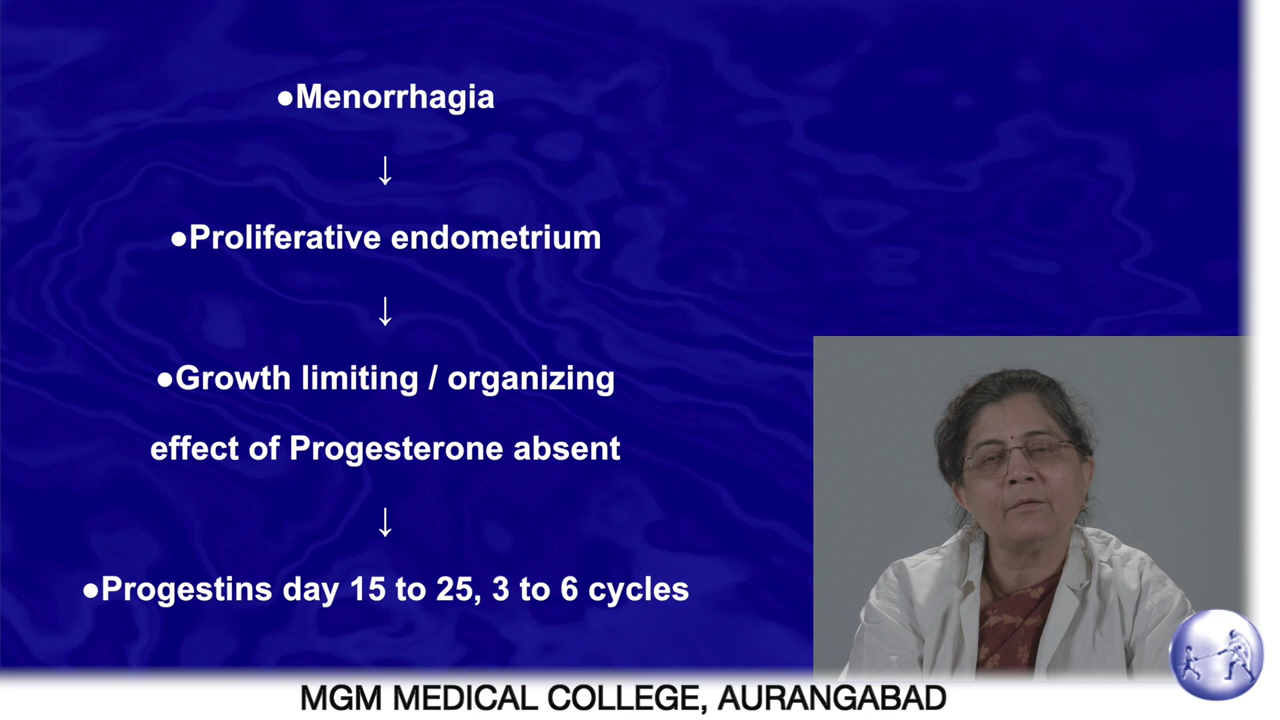 ●Menorrhagia
↓
●Proliferative endometrium
↓
●Growth limiting / organizing
effect of Progesterone absent
↓
●Progestins day 15 to 25, 3 to 6 cycles
MGM MEDICAL COLLEGE, AURANGABAD